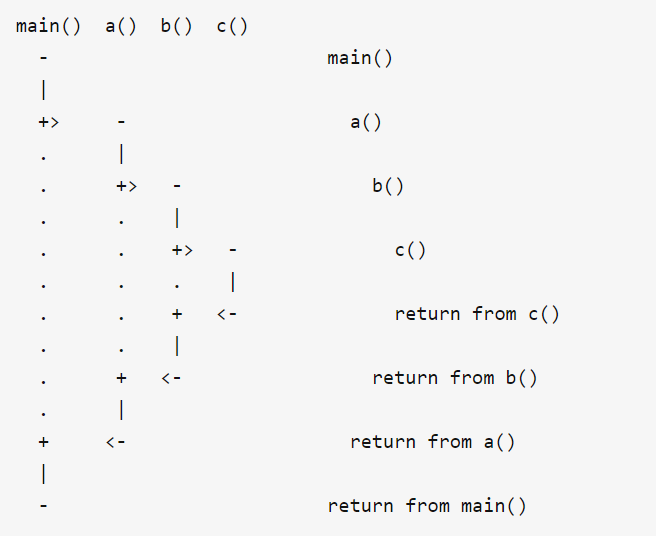 main()  a()  b()  c()
  -                         main()
  |
  +>     -                    a()
  .      |
  .      +>   -                 b()
  .      .    |
  .      .    +>   -              c()
  .      .    .    |
  .      .    +   <-              return from c()
  .      .    |
  .      +   <-                 return from b()
  .      |
  +     <-                    return from a()
  |
  -                         return from main()